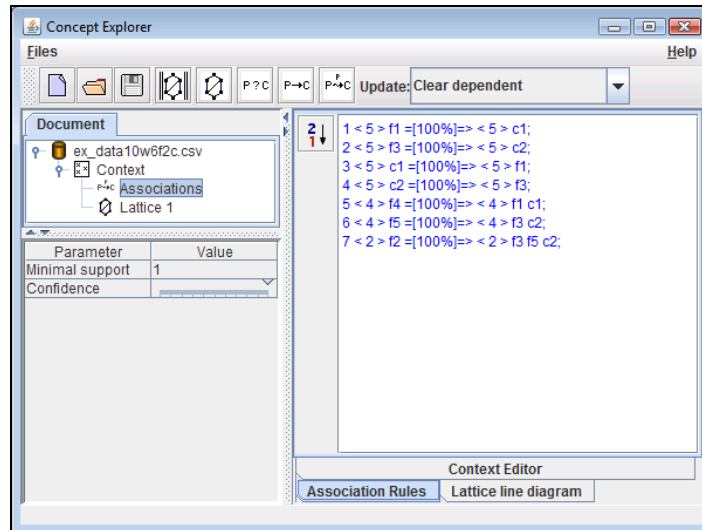 Concept Explorer
Files Help
P?C P→C Update: Clear dependent
Document
ex_data10w6f2c.csv
Context
Associations
Lattice 1
Parameter Value
Minimal support 1
Confidence
2 1
1 < 5 > f1 =[100%]=> < 5 > c1;
2 < 5 > f3 =[100%]=> < 5 > c2;
3 < 5 > c1 =[100%]=> < 5 > f1;
4 < 5 > c2 =[100%]=> < 5 > f3;
5 < 4 > f4 =[100%]=> < 4 > f1 c1;
6 < 4 > f5 =[100%]=> < 4 > f3 c2;
7 < 2 > f2 =[100%]=> < 2 > f3 f5 c2;
Context Editor
Association Rules Lattice line diagram